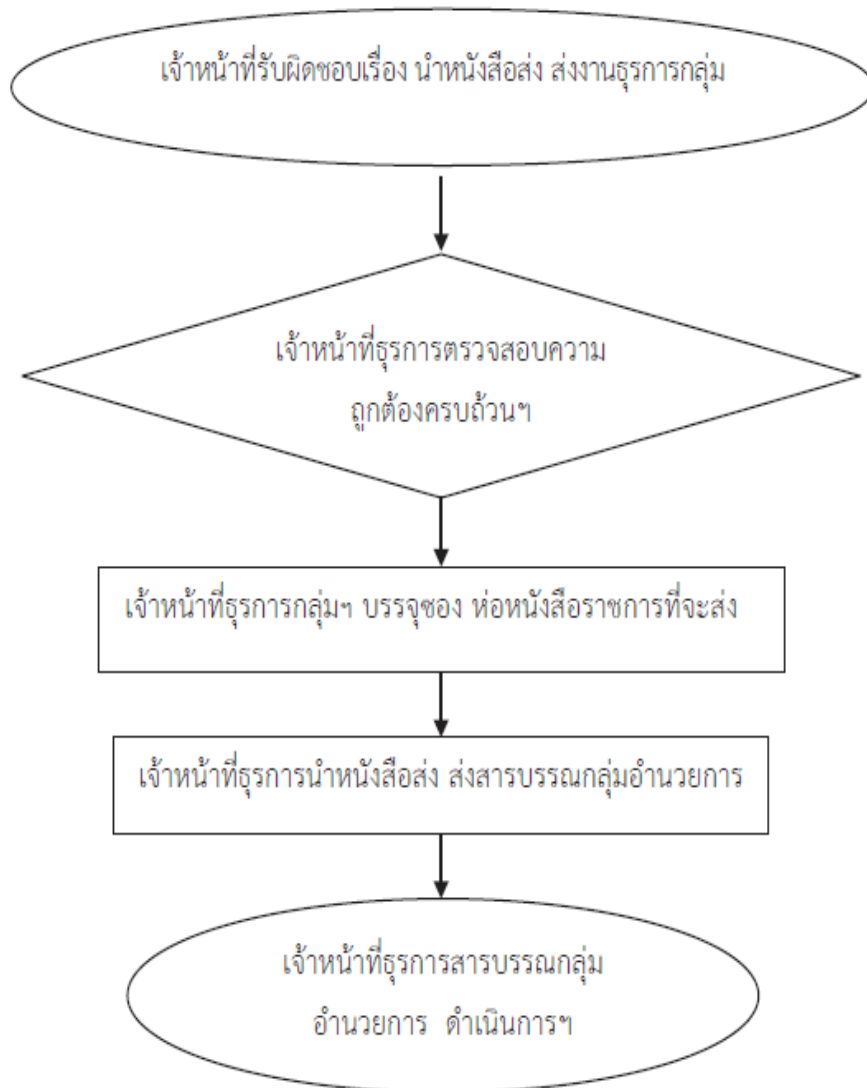 เจ้าหน้าที่รับผิดชอบเรื่อง นำหนังสือส่ง ส่งงานธุรการกลุ่ม
เจ้าหน้าที่ธุรการตรวจสอบความ
ถูกต้องครบถ้วนฯ
เจ้าหน้าที่ธุรการกลุ่มฯ บรรจุซอง ห่อหนังสือราชการที่จะส่ง
เจ้าหน้าที่ธุรการนำหนังสือส่ง ส่งสารบรรณกลุ่มอำนวยการ
เจ้าหน้าที่ธุรการสารบรรณกลุ่ม
อำนวยการ ดำเนินการฯ